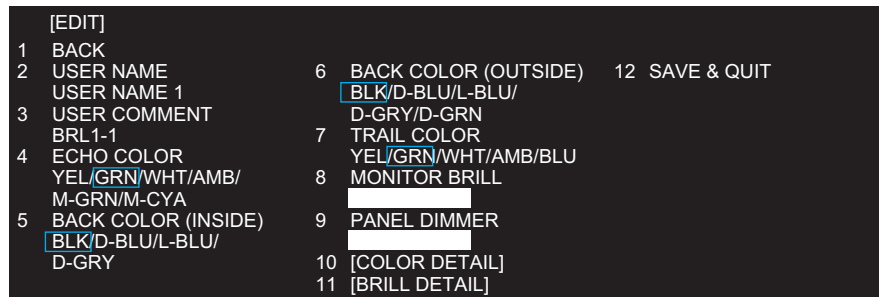 [EDIT]
1 BACK
2 USER NAME
USER NAME 1
3 USER COMMENT
BRL1-1
4 ECHO COLOR
YEL/GRN/WHT/AMB/
M-GRN/M-CYA
5 BACK COLOR (INSIDE)
BLK/D-BLU/L-BLU/
D-GRY
6 BACK COLOR (OUTSIDE)
BLK/D-BLU/L-BLU/
D-GRY/D-GRN
7 TRAIL COLOR
YEL/GRN/WHT/AMB/BLU
8 MONITOR BRILL
9 PANEL DIMMER
10 [COLOR DETAIL]
11 [BRILL DETAIL]
12 SAVE & QUIT